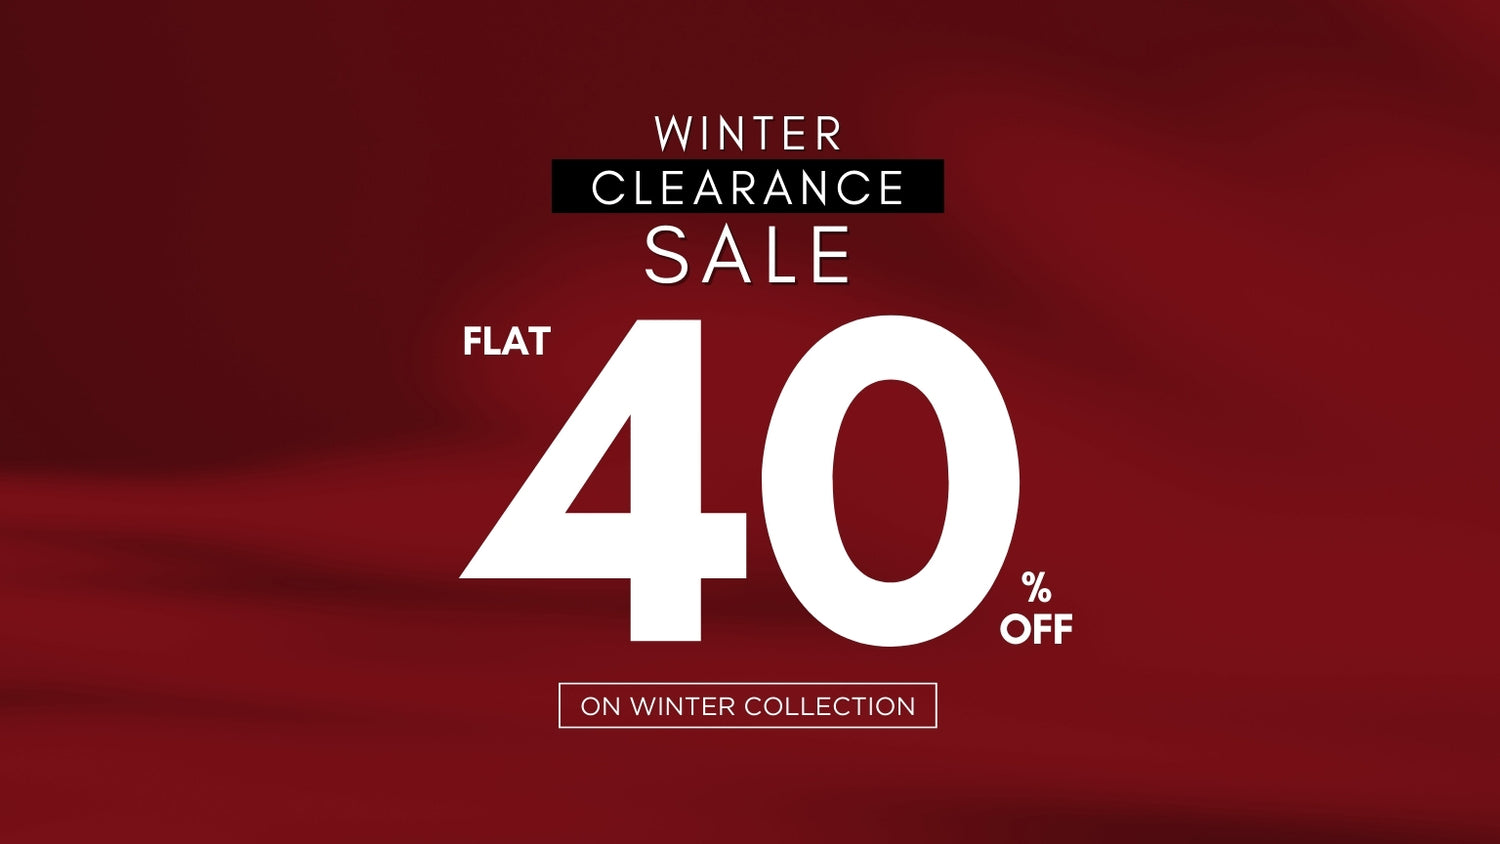 WINTER
CLEARANCE
SALE
FLAT
40
%
OFF
ON WINTER COLLECTION